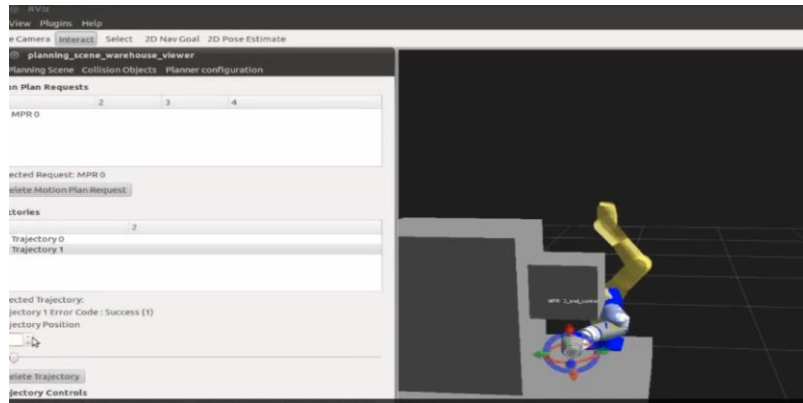 RViz
View Plugins Help
e Camera Interact Select 2D Nav Goal 2D Pose Estimate
planning_scene_warehouse_viewer
Planning Scene Collision Objects Planner configuration
on Plan Requests
2 3 4
MPR 0
ected Request: MPR 0
elete Motion Plan Request
ctories
2
Trajectory 0
Trajectory 1
ected Trajectory:
jectory 1 Error Code : Success (1)
jectory Position
elete Trajectory
jectory Controls